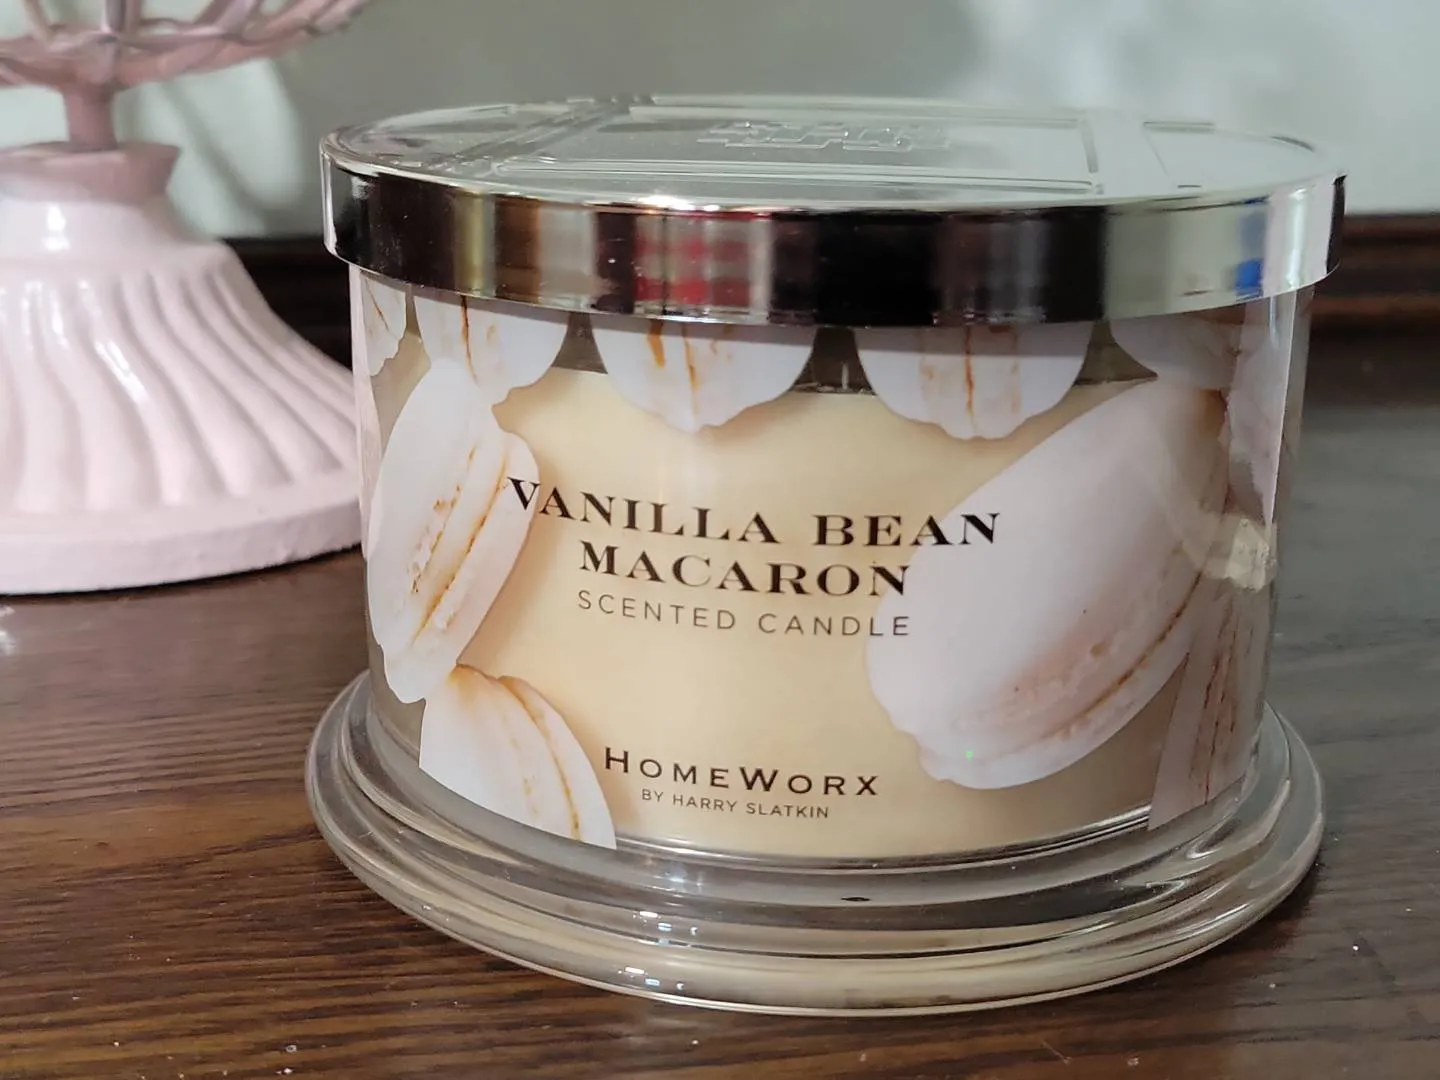 VANILLA BEAN
MACARON
SCENTED CANDLE
HOMEWORX
BY HARRY SLATKIN